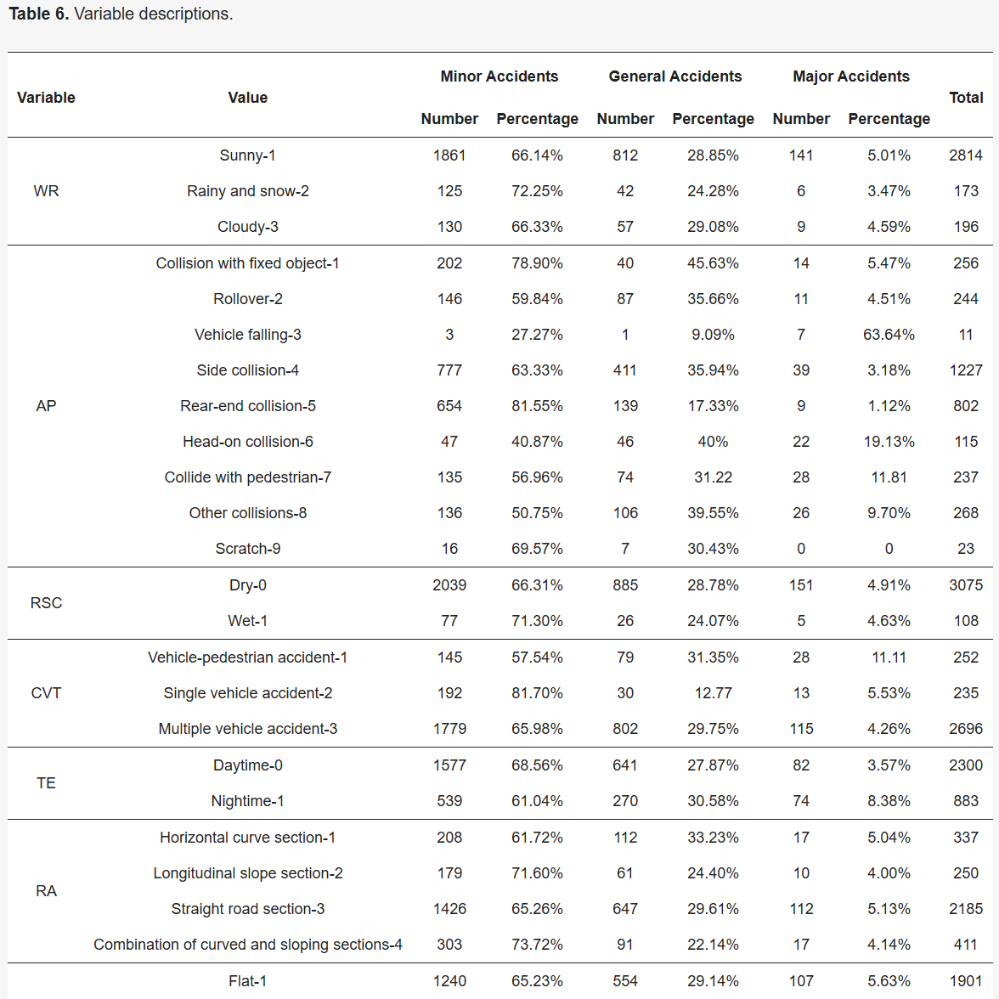 Table 6. Variable descriptions.
Variable Value Minor Accidents General Accidents Major Accidents Total
Number Percentage Number Percentage Number Percentage
WR
Sunny-1 1861 66.14% 812 28.85% 141 5.01% 2814
Rainy and snow-2 125 72.25% 42 24.28% 6 3.47% 173
Cloudy-3 130 66.33% 57 29.08% 9 4.59% 196
AP
Collision with fixed object-1 202 78.90% 40 45.63% 14 5.47% 256
Rollover-2 146 59.84% 87 35.66% 11 4.51% 244
Vehicle falling-3 3 27.27% 1 9.09% 7 63.64% 11
Side collision-4 777 63.33% 411 35.94% 39 3.18% 1227
Rear-end collision-5 654 81.55% 139 17.33% 9 1.12% 802
Head-on collision-6 47 40.87% 46 40% 22 19.13% 115
Collide with pedestrian-7 135 56.96% 74 31.22 28 11.81 237
Other collisions-8 136 50.75% 106 39.55% 26 9.70% 268
Scratch-9 16 69.57% 7 30.43% 0 0 23
RSC
Dry-0 2039 66.31% 885 28.78% 151 4.91% 3075
Wet-1 77 71.30% 26 24.07% 5 4.63% 108
CVT
Vehicle-pedestrian accident-1 145 57.54% 79 31.35% 28 11.11 252
Single vehicle accident-2 192 81.70% 30 12.77 13 5.53% 235
Multiple vehicle accident-3 1779 65.98% 802 29.75% 115 4.26% 2696
TE
Daytime-0 1577 68.56% 641 27.87% 82 3.57% 2300
Nightime-1 539 61.04% 270 30.58% 74 8.38% 883
RA
Horizontal curve section-1 208 61.72% 112 33.23% 17 5.04% 337
Longitudinal slope section-2 179 71.60% 61 24.40% 10 4.00% 250
Straight road section-3 1426 65.26% 647 29.61% 112 5.13% 2185
Combination of curved and sloping sections-4 303 73.72% 91 22.14% 17 4.14% 411
Flat-1 1240 65.23% 554 29.14% 107 5.63% 1901